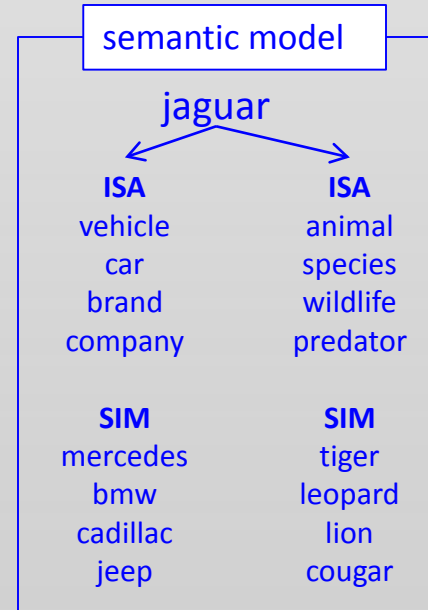 semantic model
jaguar
ISA
vehicle
car
brand
company
SIM
mercedes
bmw
cadillac
jeep
ISA
animal
species
wildlife
predator
SIM
tiger
leopard
lion
cougar